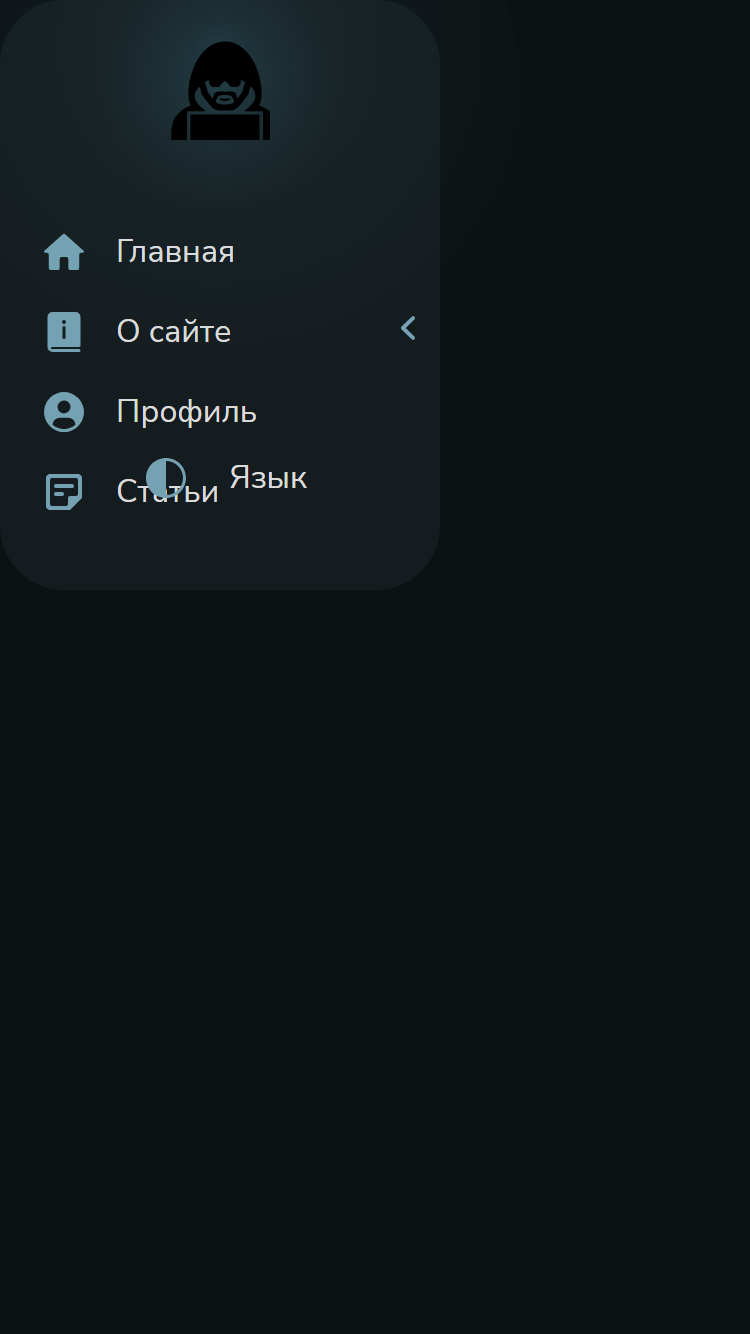 Главная
О сайте
Профиль
Язык
Статьи